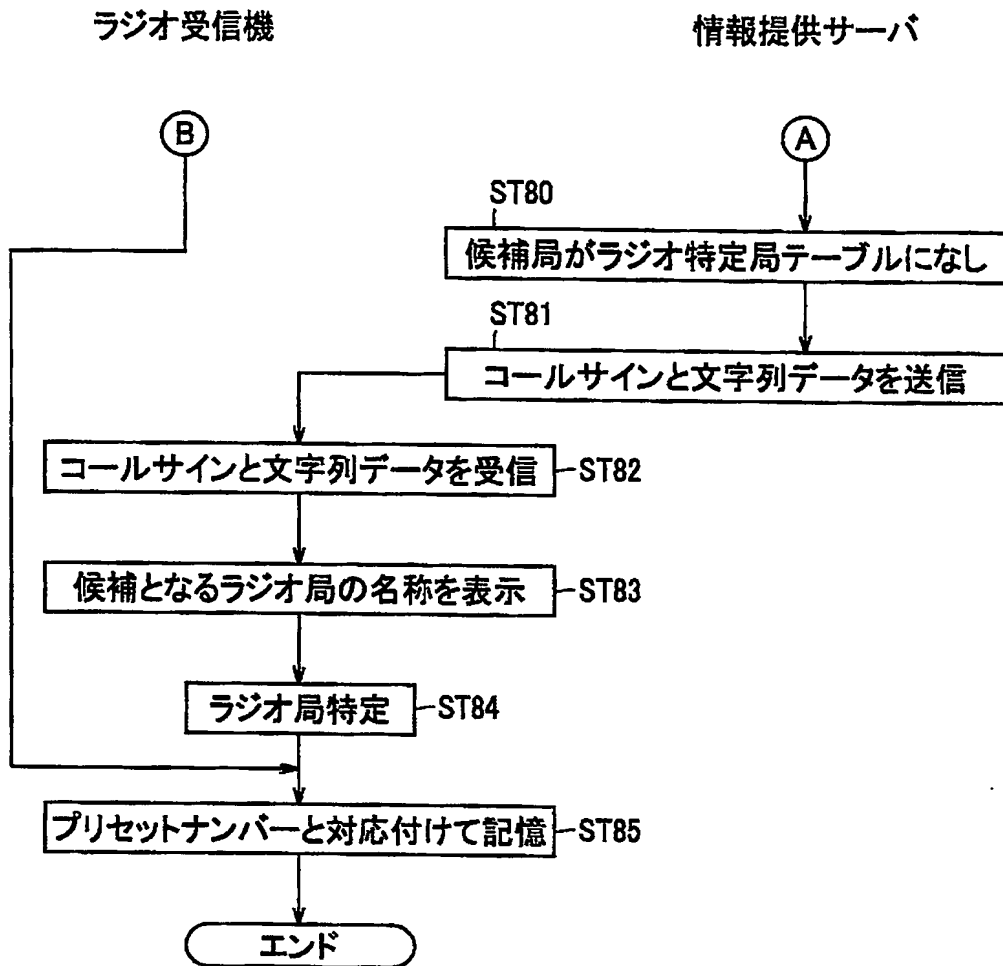 ラジオ受信機
情報提供サーバ
B
A
ST80
候補局がラジオ特定局テーブルになし
ST81
コールサインと文字列データを送信
コールサインと文字列データを受信
ST82
候補となるラジオ局の名称を表示
ST83
ラジオ局特定
ST84
プリセットナンバーと対応付けて記憶
ST85
エンド